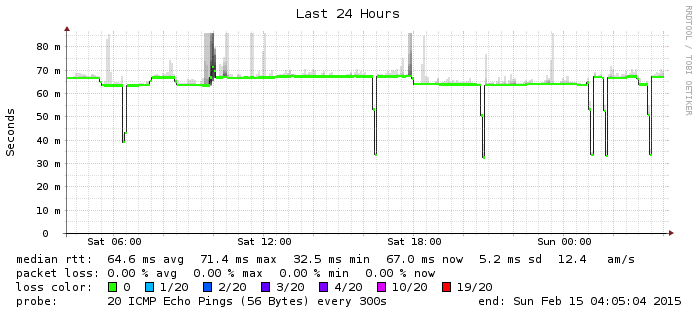 Last 24 Hours
RRDTOOL / TOBI OETIKER
Seconds
80 m
70 m
60 m
50 m
40 m
30 m
20 m
10 m
0
Sat 06:00 Sat 12:00 Sat 18:00 Sun 00:00
median rtt: 64.6 ms avg 71.4 ms max 32.5 ms min 67.0 ms now 5.2 ms sd 12.4 am/s
packet loss: 0.00 % avg 0.00 % max 0.00 % min 0.00 % now
loss color: 0 1/20 2/20 3/20 4/20 10/20 19/20
probe: 20 ICMP Echo Pings (56 Bytes) every 300s end: Sun Feb 15 04:05:04 2015